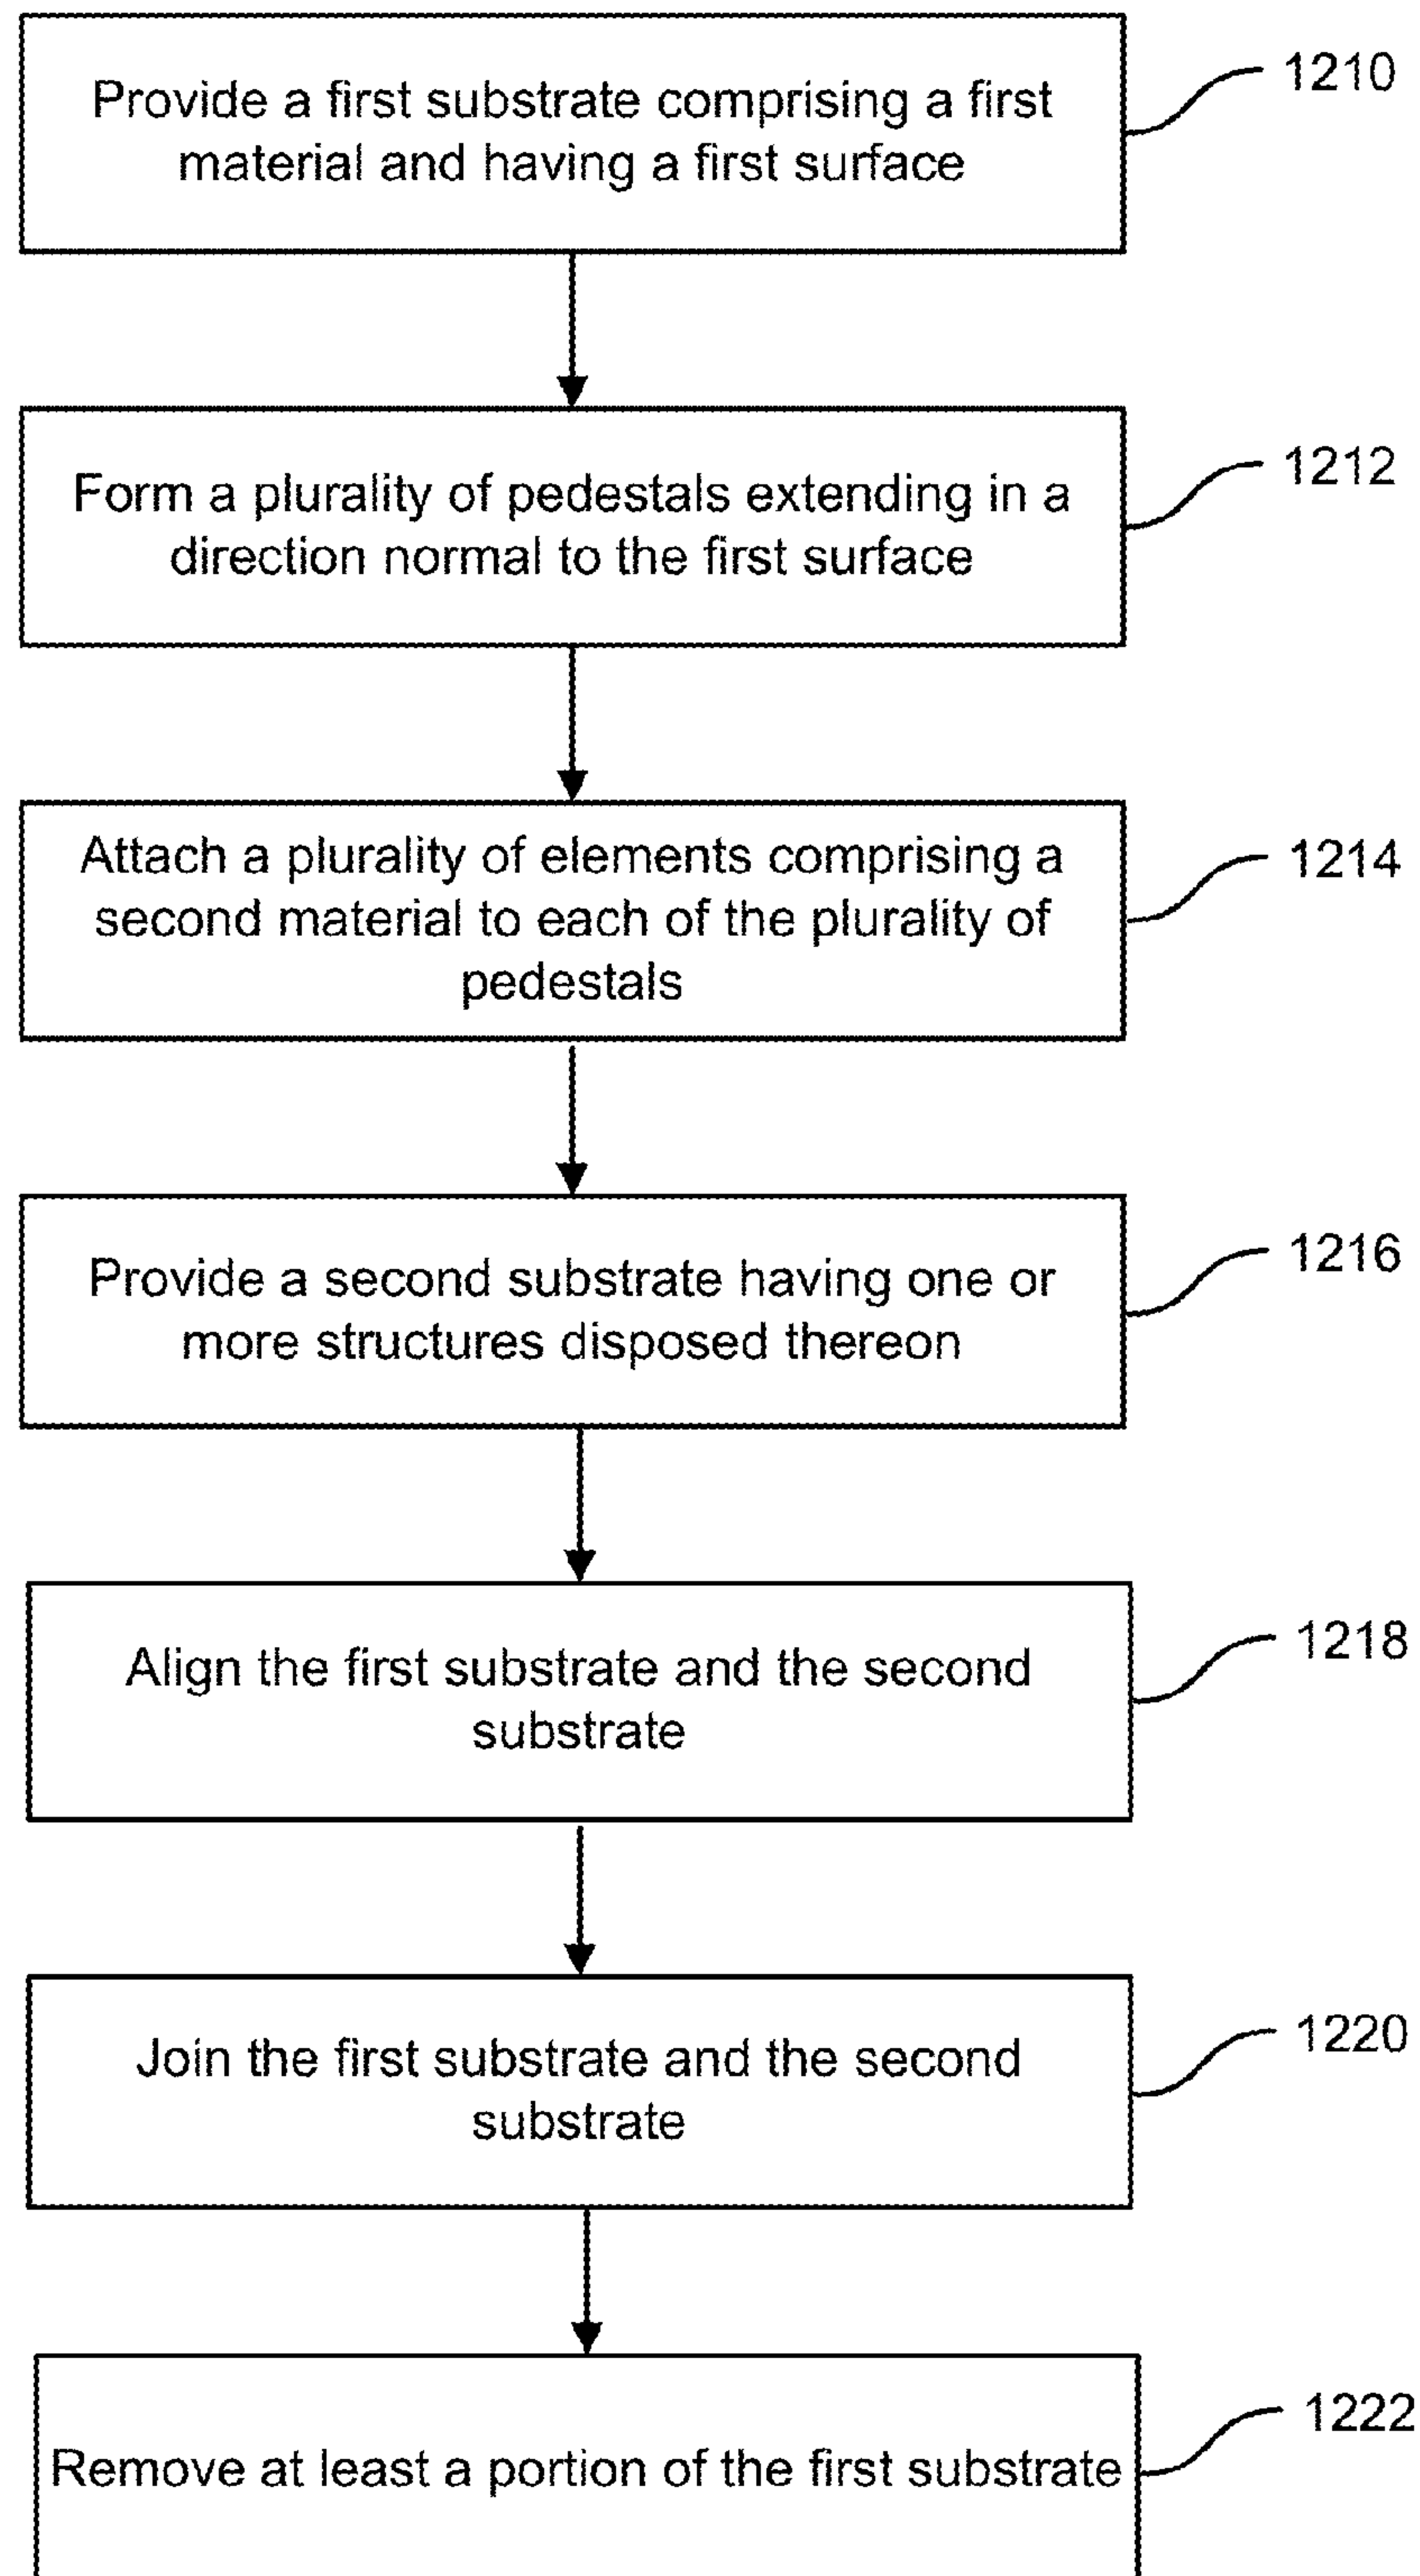 Provide a first substrate comprising a first
material and having a first surface
1210
Form a plurality of pedestals extending in a
direction normal to the first surface
1212
Attach a plurality of elements comprising a
second material to each of the plurality of
pedestals
1214
Provide a second substrate having one or
more structures disposed thereon
1216
Align the first substrate and the second
substrate
1218
Join the first substrate and the second
substrate
1220
Remove at least a portion of the first substrate
1222